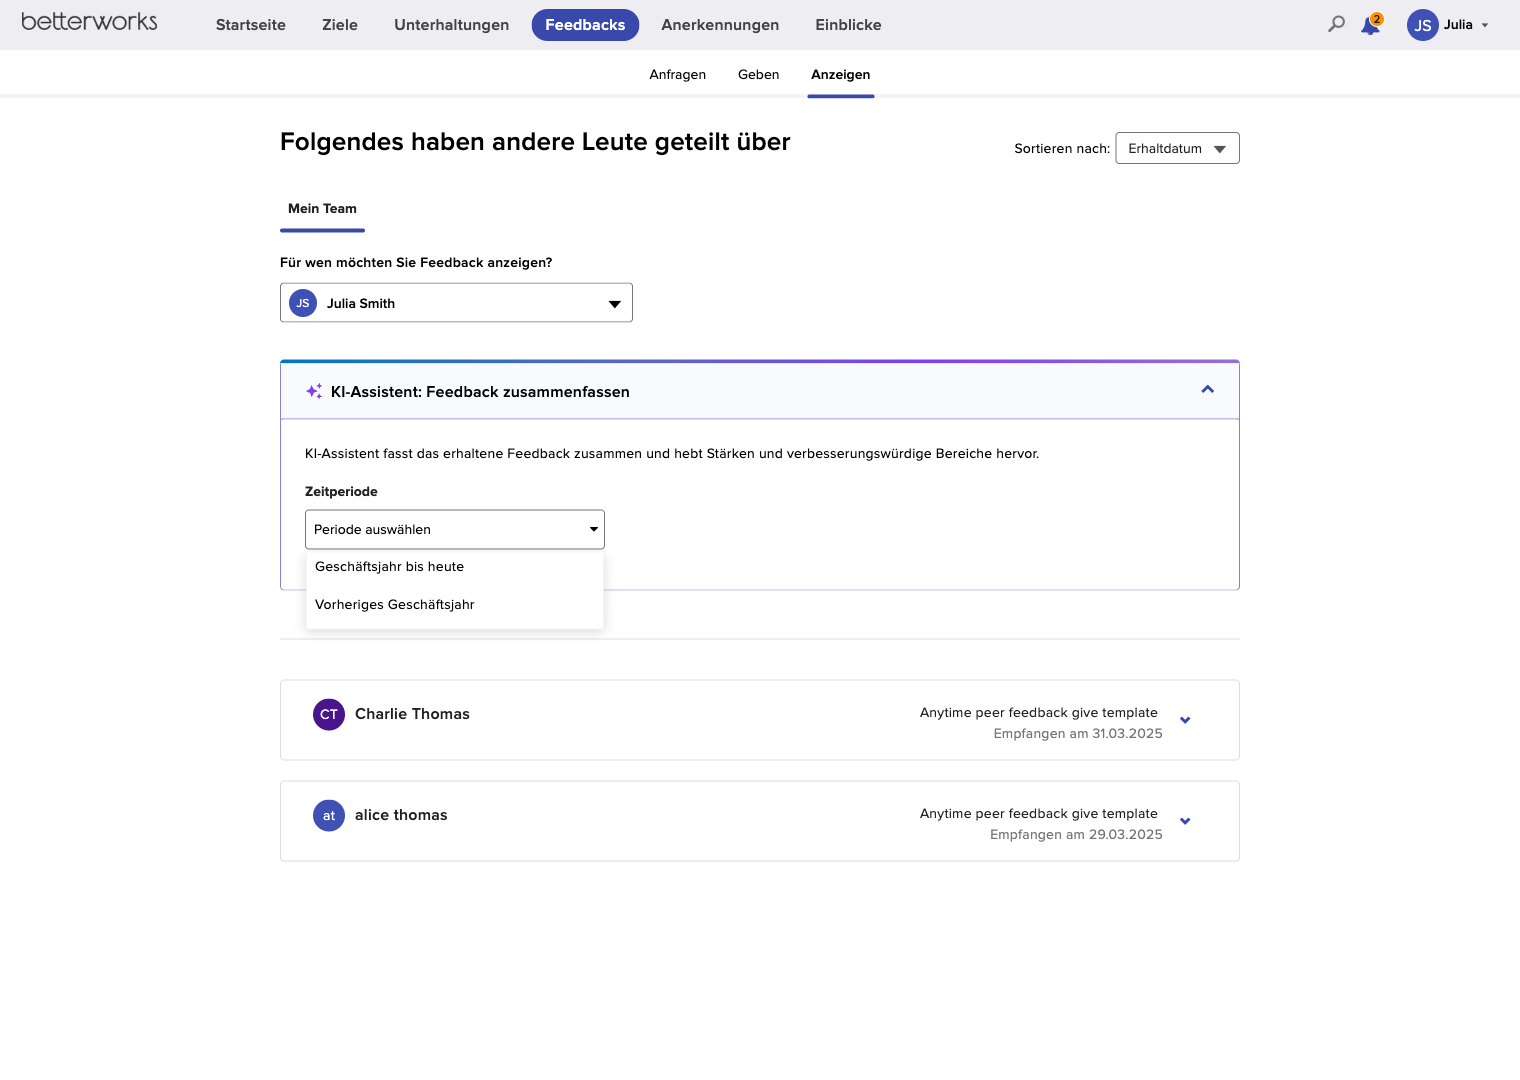 betterworks
Startseite Ziele Unterhaltungen Feedbacks Anerkennungen Einblicke 2 JS Julia
Anfragen Geben Anzeigen
Folgendes haben andere Leute geteilt über
Sortieren nach: Erhaltdatum
Mein Team
Für wen möchten Sie Feedback anzeigen?
JS Julia Smith
KI-Assistent: Feedback zusammenfassen
KI-Assistent fasst das erhaltene Feedback zusammen und hebt Stärken und verbesserungswürdige Bereiche hervor.
Zeitperiode
Periode auswählen
Geschäftsjahr bis heute
Vorheriges Geschäftsjahr
CT Charlie Thomas Anytime peer feedback give template
Empfangen am 31.03.2025
at alice thomas Anytime peer feedback give template
Empfangen am 29.03.2025